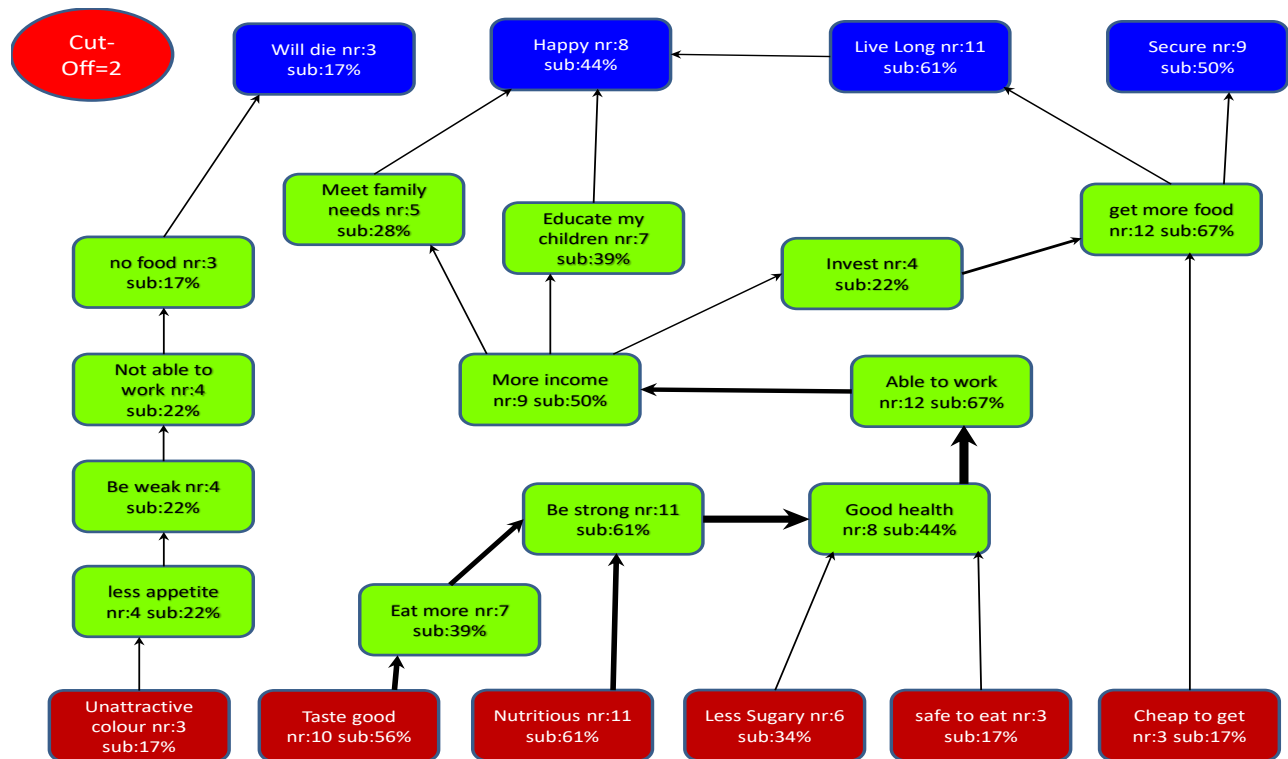 Cut-
Off=2
Will die nr:3
sub:17%
Happy nr:8
sub:44%
Live Long nr:11
sub:61%
Secure nr:9
sub:50%
Meet family
needs nr:5
sub:28%
Educate my
children nr:7
sub:39%
get more food
nr:12 sub:67%
no food nr:3
sub:17%
Invest nr:4
sub:22%
Not able to
work nr:4
sub:22%
More income
nr:9 sub:50%
Able to work
nr:12 sub:67%
Be weak nr:4
sub:22%
Be strong nr:11
sub:61%
Good health
nr:8 sub:44%
less appetite
nr:4 sub:22%
Eat more nr:7
sub:39%
Unattractive
colour nr:3
sub:17%
Taste good
nr:10 sub:56%
Nutritious nr:11
sub:61%
Less Sugary nr:6
sub:34%
safe to eat nr:3
sub:17%
Cheap to get
nr:3 sub:17%